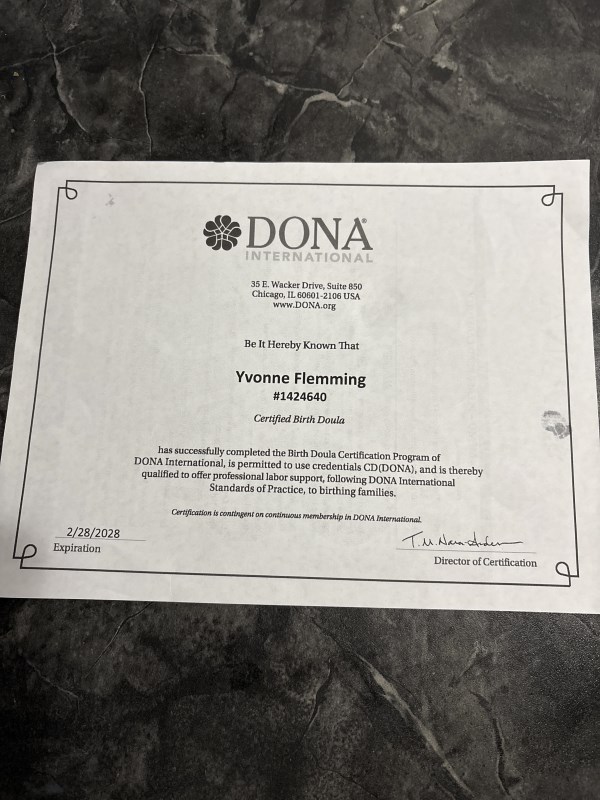 DONA®
INTERNATIONAL
35 E. Wacker Drive, Suite 850
Chicago, IL 60601-2106 USA
www.DONA.org
Be It Hereby Known That
Yvonne Flemming
#1424640
Certified Birth Doula
has successfully completed the Birth Doula Certification Program of
DONA International, is permitted to use credentials CD(DONA), and is thereby
qualified to offer professional labor support, following DONA International
Standards of Practice, to birthing families.
Certification is contingent on continuous membership in DONA International.
2/28/2028
Expiration
T. M.
Director of Certification